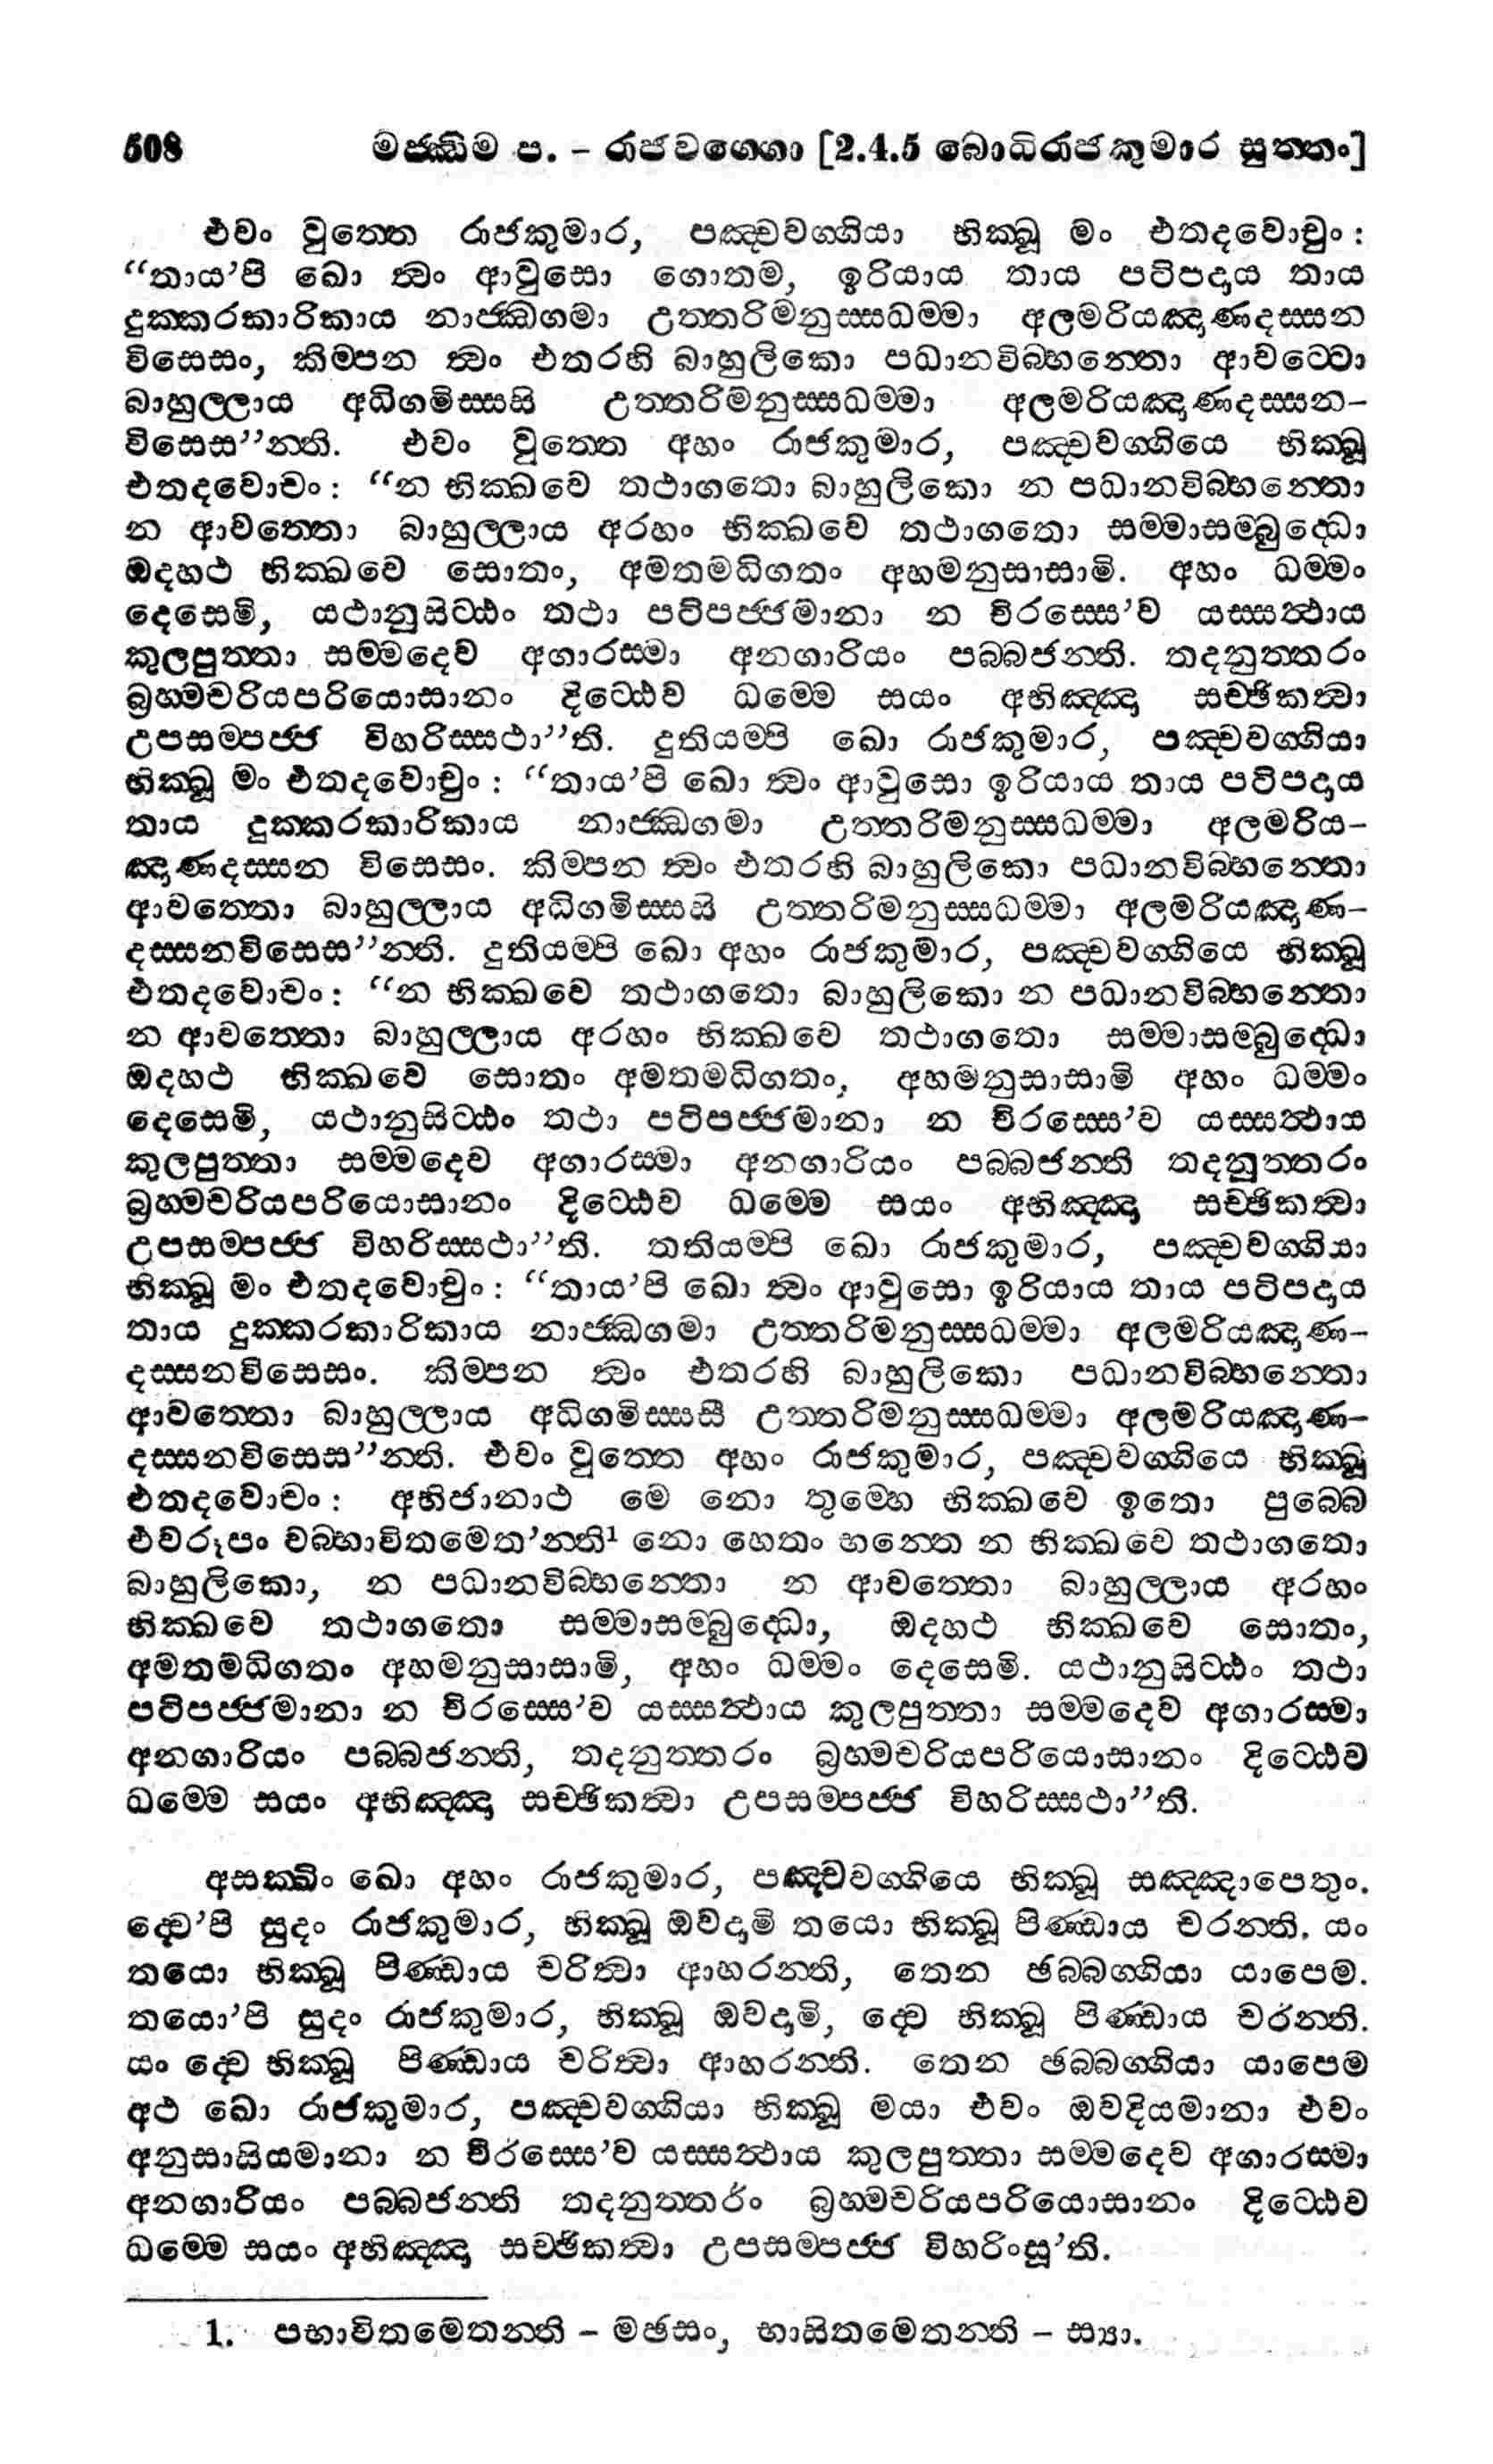 508 මජ්ඣිම ප. – රාජවග්ගො [2.4.5 බොධිරාජකුමාර සුත්තං]
එවං වුත්තෙ රාජකුමාර, පඤ්චවග්ගියා භික්ඛූ මං එතදවොචුං:
“තාය’පි ඛො ත්වං ආවුසො ගොතම, ඉරියාය තාය පටිපදාය තාය
දුක්කරකාරිකාය නාජ්ඣගමා උත්තරිමනුස්සධම්මා අලමරියඤාණදස්සන
විසෙසං, කිම්පන ත්වං එතරහි බාහුලිකො පධානවිබ්භන්තො ආවට්ටො
බාහුල්ලාය අධිගමිස්සසි උත්තරිමනුස්සධම්මා අලමරියඤාණදස්සන–
විසෙස”න්ති. එවං වුත්තෙ අහං රාජකුමාර, පඤ්චවග්ගියෙ භික්ඛූ
එතදවොචං: “න භික්ඛවෙ තථාගතො බාහුලිකො න පධානවිබ්භන්තො
න ආවත්තො බාහුල්ලාය අරහං භික්ඛවෙ තථාගතො සම්මාසම්බුද්ධො
ඔදහථ භික්ඛවෙ සොතං, අමතමධිගතං අහමනුසාසාමි. අහං ධම්මං
දෙසෙමි, යථානුසිට්ඨං තථා පටිපජ්ජමානා න චිරස්සෙ’ව යස්සත්ථාය
කුලපුත්තා සම්මදෙව අගාරස්මා අනගාරියං පබ්බජන්ති. තදනුත්තරං
බ්‍රහ්මචරියපරියොසානං දිට්ඨෙව ධම්මෙ සයං අභිඤ්ඤා සච්ඡිකත්වා
උපසම්පජ්ජ විහරිස්සථා”ති. දුතියම්පි ඛො රාජකුමාර, පඤ්චවග්ගියා
භික්ඛූ මං එතදවොචුං: “තාය’පි ඛො ත්වං ආවුසො ඉරියාය තාය පටිපදාය
තාය දුක්කරකාරිකාය නාජ්ඣගමා උත්තරිමනුස්සධම්මා අලමරිය–
ඤාණදස්සන විසෙසං. කිම්පන ත්වං එතරහි බාහුලිකො පධානවිබ්භන්තො
ආවත්තො බාහුල්ලාය අධිගමිස්සසි උත්තරිමනුස්සධම්මා අලමරියඤාණ–
දස්සනවිසෙස”න්ති. දුතියම්පි ඛො අහං රාජකුමාර, පඤ්චවග්ගියෙ භික්ඛූ
එතදවොචං: “න භික්ඛවෙ තථාගතො බාහුලිකො න පධානවිබ්භන්තො
න ආවත්තො බාහුල්ලාය අරහං භික්ඛවෙ තථාගතො සම්මාසම්බුද්ධො
ඔදහථ භික්ඛවෙ සොතං අමතමධිගතං, අහමනුසාසාමි අහං ධම්මං
දෙසෙමි, යථානුසිට්ඨං තථා පටිපජ්ජමානා න චිරස්සෙ’ව යස්සත්ථාය
කුලපුත්තා සම්මදෙව අගාරස්මා අනගාරියං පබ්බජන්ති තදනුත්තරං
බ්‍රහ්මචරියපරියොසානං දිට්ඨෙව ධම්මෙ සයං අභිඤ්ඤා සච්ඡිකත්වා
උපසම්පජ්ජ විහරිස්සථා”ති. තතියම්පි ඛො රාජකුමාර, පඤ්චවග්ගියා
භික්ඛූ මං එතදවොචුං: “තාය’පි ඛො ත්වං ආවුසො ඉරියාය තාය පටිපදාය
තාය දුක්කරකාරිකාය නාජ්ඣගමා උත්තරිමනුස්සධම්මා අලමරියඤාණ–
දස්සනවිසෙසං. කිම්පන ත්වං එතරහි බාහුලිකො පධානවිබ්භන්තො
ආවත්තො බාහුල්ලාය අධිගමිස්සසී උත්තරිමනුස්සධම්මා අලමරියඤාණ–
දස්සනවිසෙස”න්ති. එවං වුත්තෙ අහං රාජකුමාර, පඤ්චවග්ගියෙ භික්ඛූ
එතදවොචං: අභිජානාථ මෙ නො තුම්හෙ භික්ඛවෙ ඉතො පුබ්බෙ
එවරූපං වබ්භාවිතමෙත’න්ති¹ නො හෙතං භන්තෙ න භික්ඛවෙ තථාගතො
බාහුලිකො, න පධානවිබ්භන්තො න ආවත්තො බාහුල්ලාය අරහං
භික්ඛවෙ තථාගතො සම්මාසම්බුද්ධො, ඔදහථ භික්ඛවෙ සොතං,
අමතමධිගතං අහමනුසාසාමි, අහං ධම්මං දෙසෙමි. යථානුසිට්ඨං තථා
පටිපජ්ජමානා න චිරස්සෙ’ව යස්සත්ථාය කුලපුත්තා සම්මදෙව අගාරස්මා
අනගාරියං පබ්බජන්ති, තදනුත්තරං බ්‍රහ්මචරියපරියොසානං දිට්ඨෙව
ධම්මෙ සයං අභිඤ්ඤා සච්ඡිකත්වා උපසම්පජ්ජ විහරිස්සථා”ති.
අසක්ඛිං ඛො අහං රාජකුමාර, පඤ්චවග්ගියෙ භික්ඛූ සඤ්ඤාපෙතුං.
ද්වෙ’පි සුදං රාජකුමාර, භික්ඛූ ඔවදාමි තයො භික්ඛූ පිණ්ඩාය චරන්ති. යං
තයො භික්ඛූ පිණ්ඩාය චරිත්වා ආහරන්ති, තෙන ඡබ්බග්ගියා යාපෙම.
තයො’පි සුදං රාජකුමාර, භික්ඛූ ඔවදාමි, ද්වෙ භික්ඛූ පිණ්ඩාය චරන්ති.
යං ද්වෙ භික්ඛූ පිණ්ඩාය චරිත්වා ආහරන්ති. තෙන ඡබ්බග්ගියා යාපෙම
අථ ඛො රාජකුමාර, පඤ්චවග්ගියා භික්ඛූ මයා එවං ඔවදියමානා එවං
අනුසාසියමානා න චිරස්සෙ’ව යස්සත්ථාය කුලපුත්තා සම්මදෙව අගාරස්මා
අනගාරියං පබ්බජන්ති තදනුත්තරං බ්‍රහ්මචරියපරියොසානං දිට්ඨෙව
ධම්මෙ සයං අභිඤ්ඤා සච්ඡිකත්වා උපසම්පජ්ජ විහරිංසූ’ති.
1. පභාවිතමෙතන්ති – මඡසං, භාසිතමෙතන්ති – ස්‍යා.